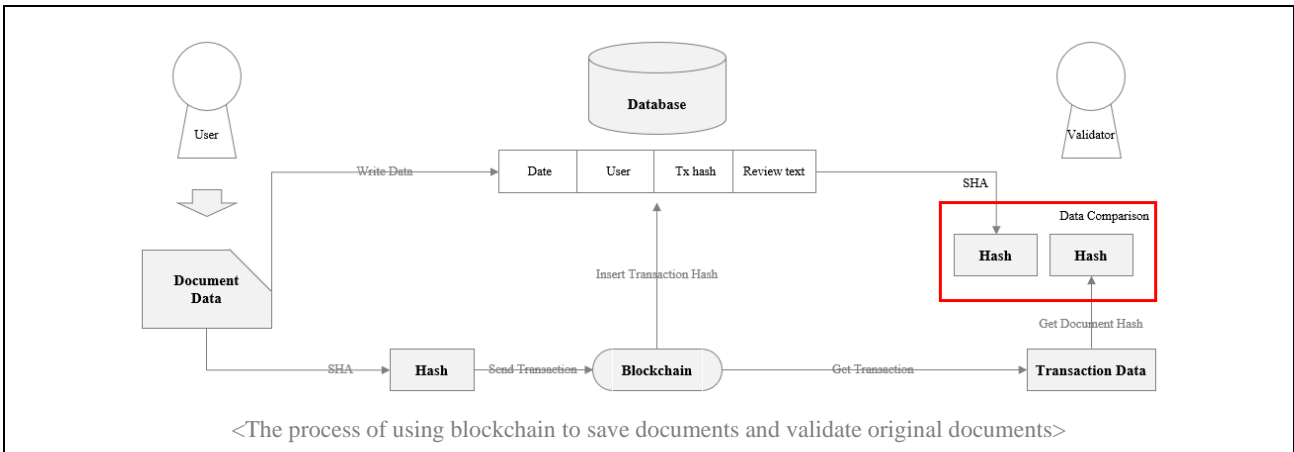 Database
User
Validator
Write Data
Date
User
Tx hash
Review text
SHA
Data Comparison
Hash
Hash
Document
Data
Insert Transaction Hash
Get Document Hash
SHA
Hash
Send Transaction
Blockchain
Get Transaction
Transaction Data
<The process of using blockchain to save documents and validate original documents>